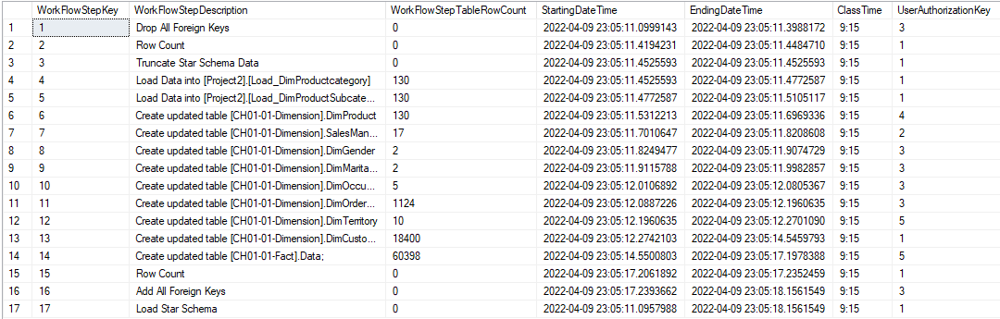 WorkFlowStepKey WorkFlowStepDescription WorkFlowStepTableRowCount StartingDateTime EndingDateTime ClassTime UserAuthorizationKey
1 1 Drop All Foreign Keys 0 2022-04-09 23:05:11.0999143 2022-04-09 23:05:11.3988172 9:15 3
2 2 Row Count 0 2022-04-09 23:05:11.4194231 2022-04-09 23:05:11.4484710 9:15 1
3 3 Truncate Star Schema Data 0 2022-04-09 23:05:11.4525593 2022-04-09 23:05:11.4525593 9:15 1
4 4 Load Data into [Project2].[Load_DimProductcategory] 130 2022-04-09 23:05:11.4525593 2022-04-09 23:05:11.4772587 9:15 1
5 5 Load Data into [Project2].[Load_DimProductSubcate... 130 2022-04-09 23:05:11.4772587 2022-04-09 23:05:11.5105117 9:15 1
6 6 Create updated table [CH01-01-Dimension].DimProduct 130 2022-04-09 23:05:11.5312213 2022-04-09 23:05:11.6969336 9:15 4
7 7 Create updated table [CH01-01-Dimension].SalesMan... 17 2022-04-09 23:05:11.7010647 2022-04-09 23:05:11.8208608 9:15 2
8 8 Create updated table [CH01-01-Dimension].DimGender 2 2022-04-09 23:05:11.8249477 2022-04-09 23:05:11.9074729 9:15 3
9 9 Create updated table [CH01-01-Dimension].DimMarita... 2 2022-04-09 23:05:11.9115788 2022-04-09 23:05:11.9982857 9:15 3
10 10 Create updated table [CH01-01-Dimension].DimOccu... 5 2022-04-09 23:05:12.0106892 2022-04-09 23:05:12.0805367 9:15 3
11 11 Create updated table [CH01-01-Dimension].DimOrder... 1124 2022-04-09 23:05:12.0887226 2022-04-09 23:05:12.1960635 9:15 3
12 12 Create updated table [CH01-01-Dimension].DimTerritory 10 2022-04-09 23:05:12.1960635 2022-04-09 23:05:12.2701090 9:15 5
13 13 Create updated table [CH01-01-Dimension].DimCusto... 18400 2022-04-09 23:05:12.2742103 2022-04-09 23:05:14.5459793 9:15 1
14 14 Create updated table [CH01-01-Fact].Data; 60398 2022-04-09 23:05:14.5500803 2022-04-09 23:05:17.1978388 9:15 5
15 15 Row Count 0 2022-04-09 23:05:17.2061892 2022-04-09 23:05:17.2352459 9:15 1
16 16 Add All Foreign Keys 0 2022-04-09 23:05:17.2393662 2022-04-09 23:05:18.1561549 9:15 3
17 17 Load Star Schema 0 2022-04-09 23:05:11.0957988 2022-04-09 23:05:18.1561549 9:15 1